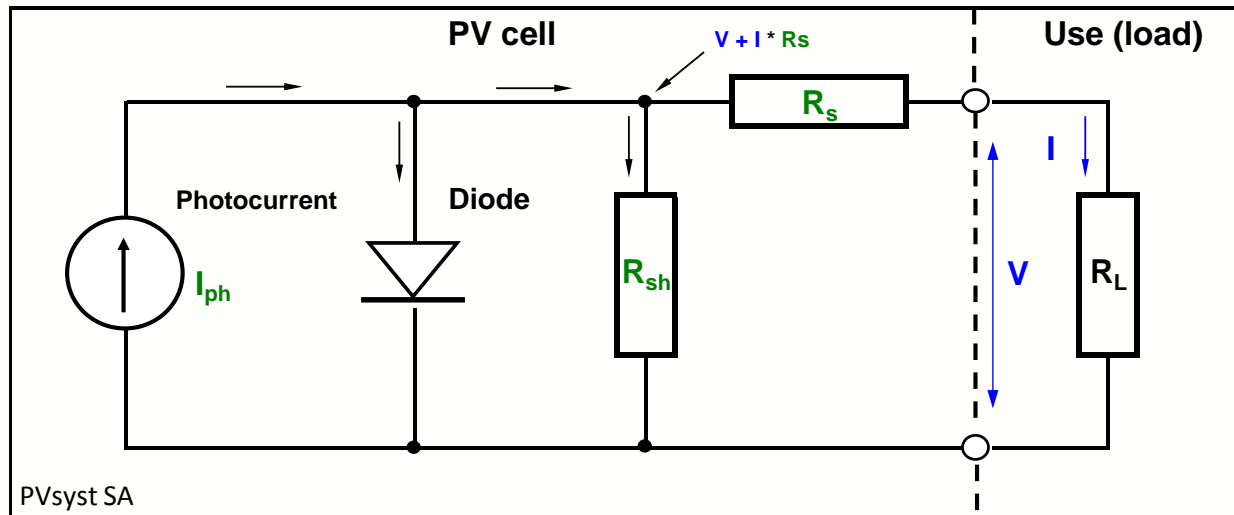 PV cell
V + I * Rs
Use (load)
Rs
I
Photocurrent
Diode
Iph
Rsh
V
RL
PVsyst SA